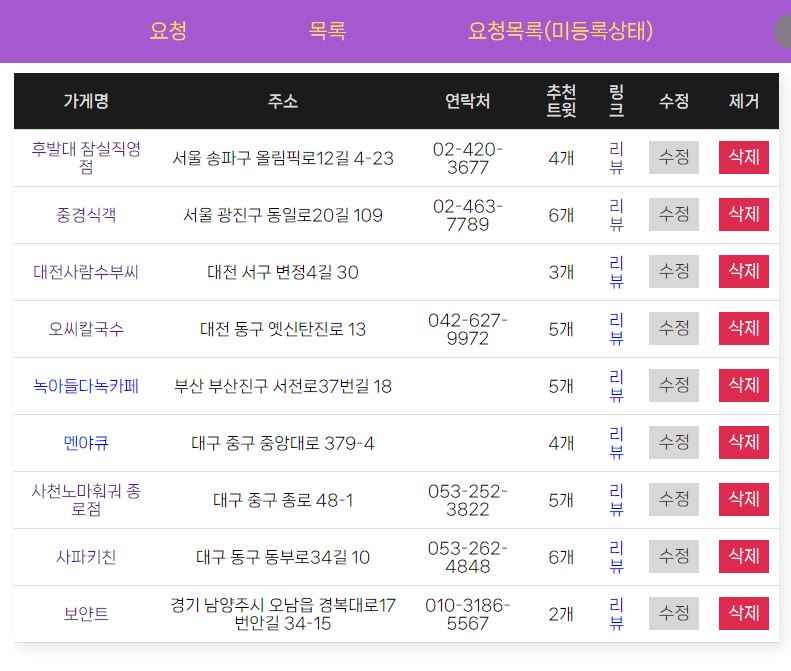 요청 목록 요청목록(미등록상태)
가게명 주소 연락처 추천 트윗 링크 수정 제거
후발대 잠실직영점 서울 송파구 올림픽로12길 4-23 02-420-3677 4개 리뷰 수정 삭제
중경식객 서울 광진구 동일로20길 109 02-463-7789 6개 리뷰 수정 삭제
대전사람수부씨 대전 서구 변정4길 30 3개 리뷰 수정 삭제
오씨칼국수 대전 동구 옛신탄진로 13 042-627-9972 5개 리뷰 수정 삭제
녹아들다녹카페 부산 부산진구 서전로37번길 18 5개 리뷰 수정 삭제
멘야큐 대구 중구 중앙대로 379-4 4개 리뷰 수정 삭제
사천노마훠궈 종로점 대구 중구 종로 48-1 053-252-3822 5개 리뷰 수정 삭제
사파키친 대구 동구 동부로34길 10 053-262-4848 6개 리뷰 수정 삭제
보얀트 경기 남양주시 오남읍 경복대로17번안길 34-15 010-3186-5567 2개 리뷰 수정 삭제